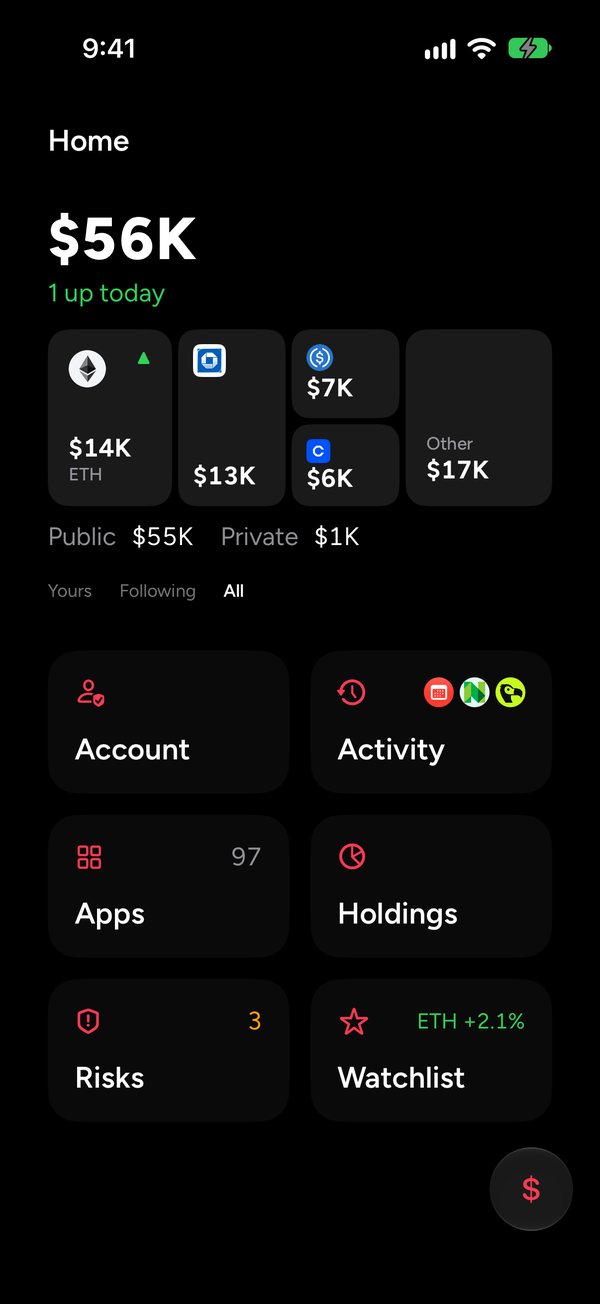 9:41
Home
$56K
1 up today
$14K
ETH
$13K
$7K
C
$6K
Other
$17K
Public $55K Private $1K
Yours Following All
Account
Activity
97
Apps
Holdings
3
Risks
ETH +2.1%
Watchlist
$